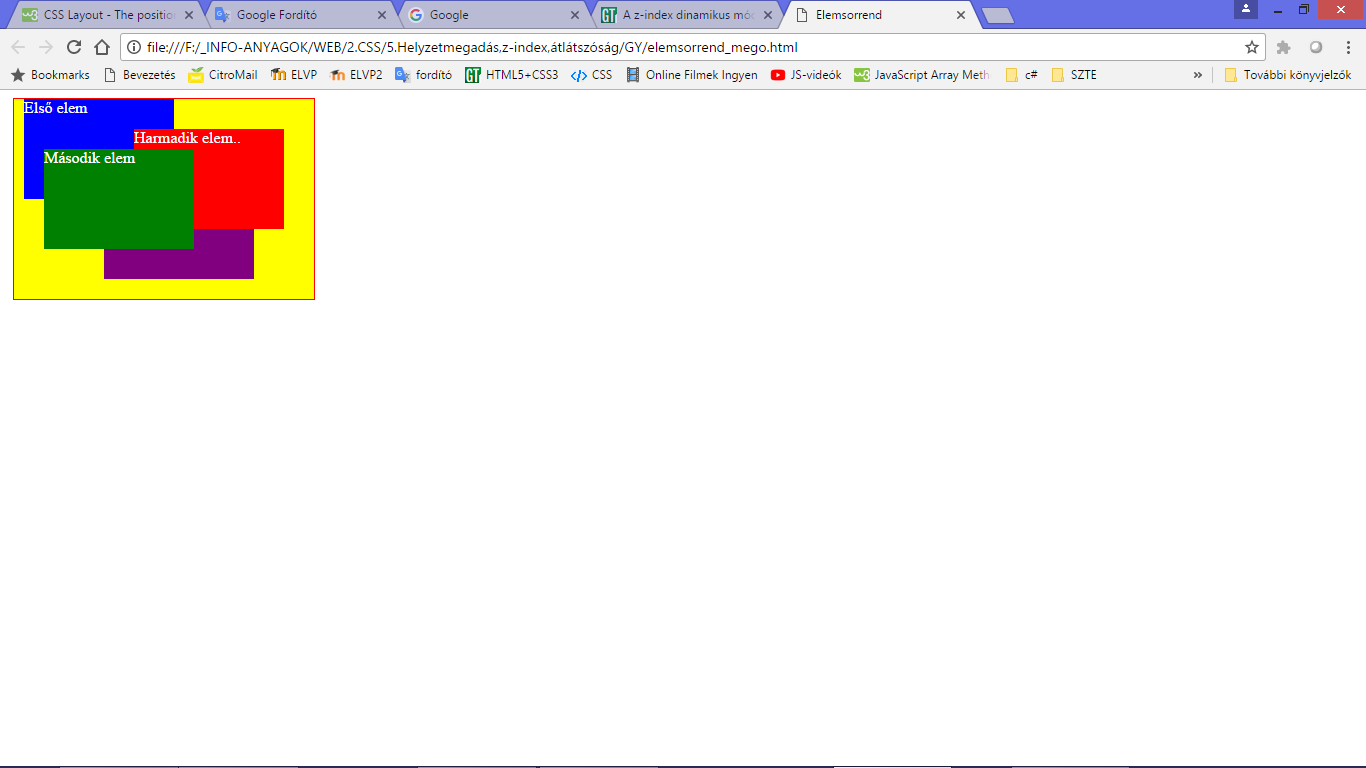 CSS Layout - The positio
Google Fordító
Google
A z-index dinamikus mód
Elemsorrend
file:///F:/_INFO-ANYAGOK/WEB/2.CSS/5.Helyzetmegadás,z-index,átlátszóság/GY/elemsorrend_mego.html
Bookmarks Bevezetés CitroMail ELVP ELVP2 fordító GT HTML5+CSS3 CSS Online Filmek Ingyen JS-videók JavaScript Array Meth c# SZTE » További könyvjelzők
Első elem
Harmadik elem..
Második elem